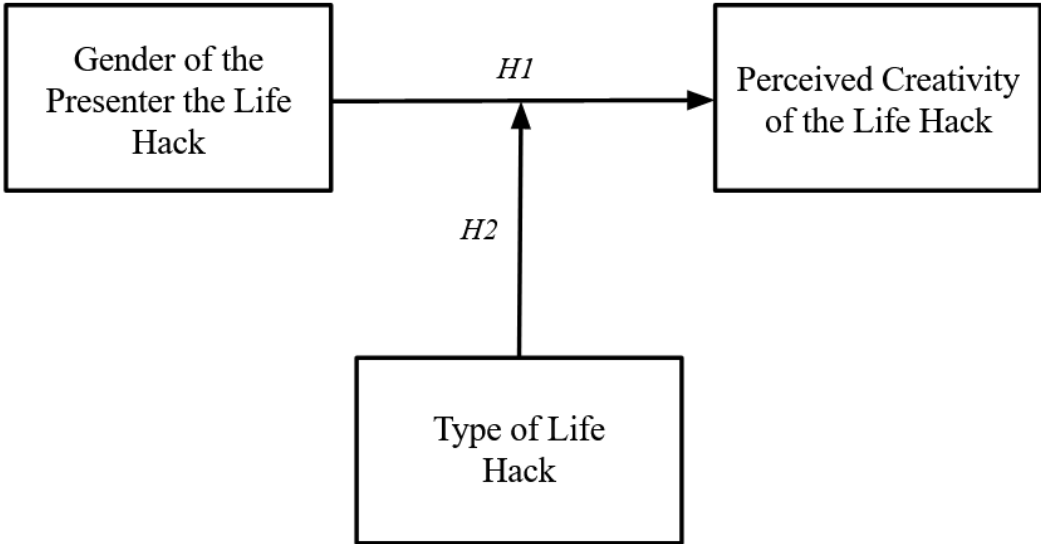 Gender of the
Presenter the Life
Hack
H1
Perceived Creativity
of the Life Hack
H2
Type of Life
Hack